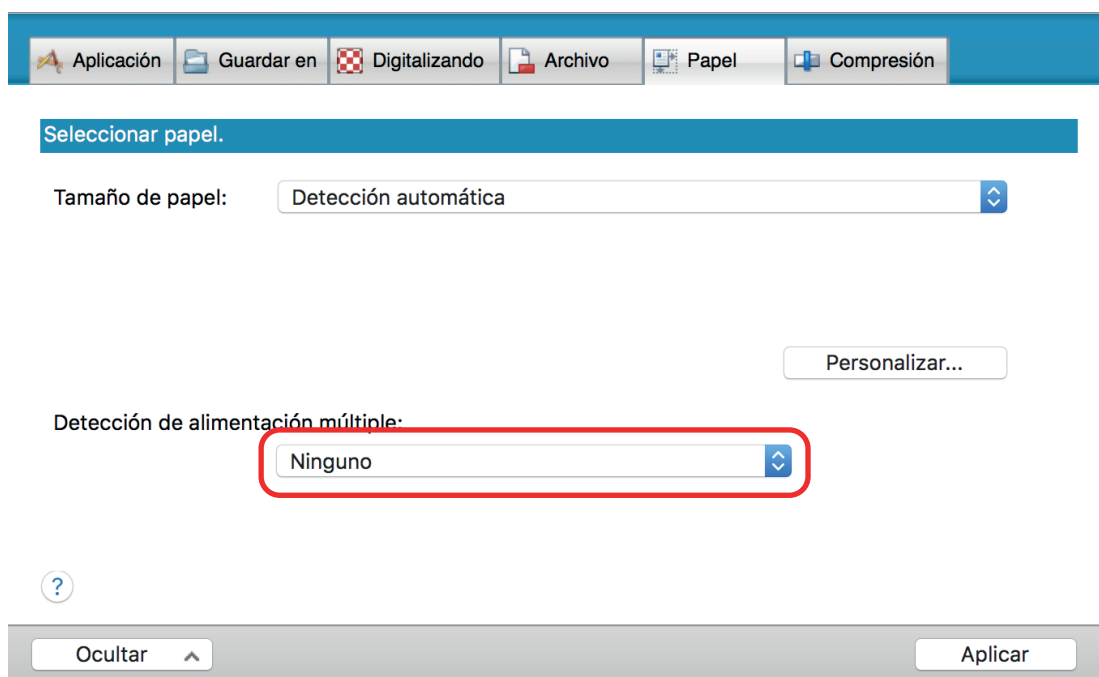 Aplicación Guardar en Digitalizando Archivo Papel Compresión
Seleccionar papel.
Tamaño de papel: Detección automática
Personalizar...
Detección de alimentación múltiple:
Ninguno
?
Ocultar Aplicar